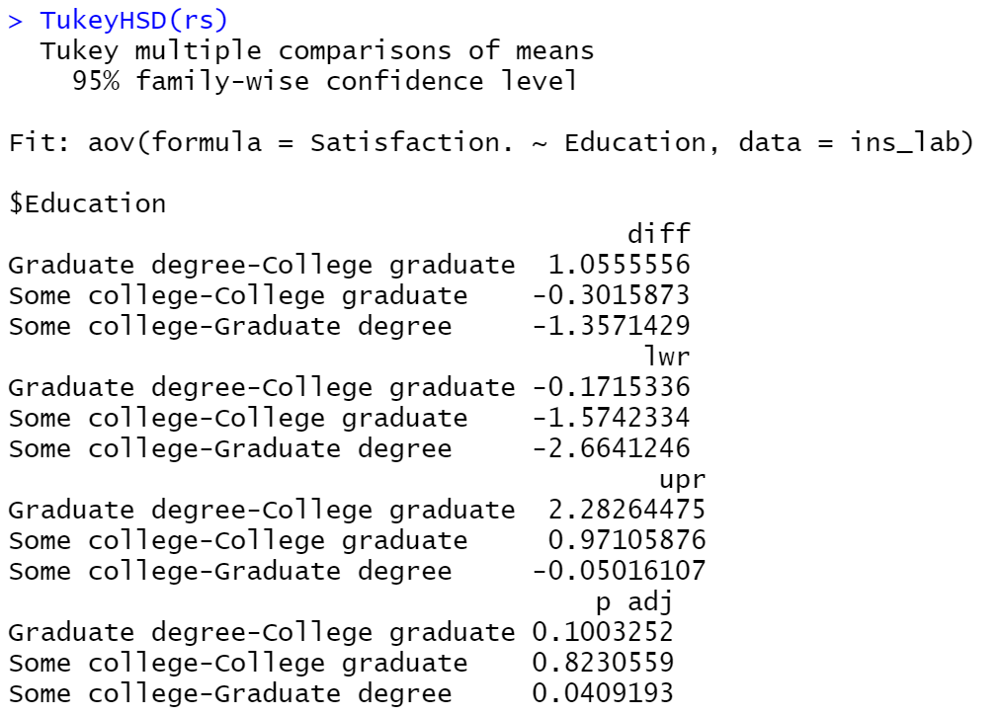 > TukeyHSD(rs)
  Tukey multiple comparisons of means
    95% family-wise confidence level

Fit: aov(formula = Satisfaction. ~ Education, data = ins_lab)

$Education
                                       diff
Graduate degree-College graduate  1.0555556
Some college-College graduate    -0.3015873
Some college-Graduate degree     -1.3571429
                                        lwr
Graduate degree-College graduate -0.1715336
Some college-College graduate    -1.5742334
Some college-Graduate degree     -2.6641246
                                         upr
Graduate degree-College graduate  2.28264475
Some college-College graduate     0.97105876
Some college-Graduate degree     -0.05016107
                                     p adj
Graduate degree-College graduate 0.1003252
Some college-College graduate    0.8230559
Some college-Graduate degree     0.0409193